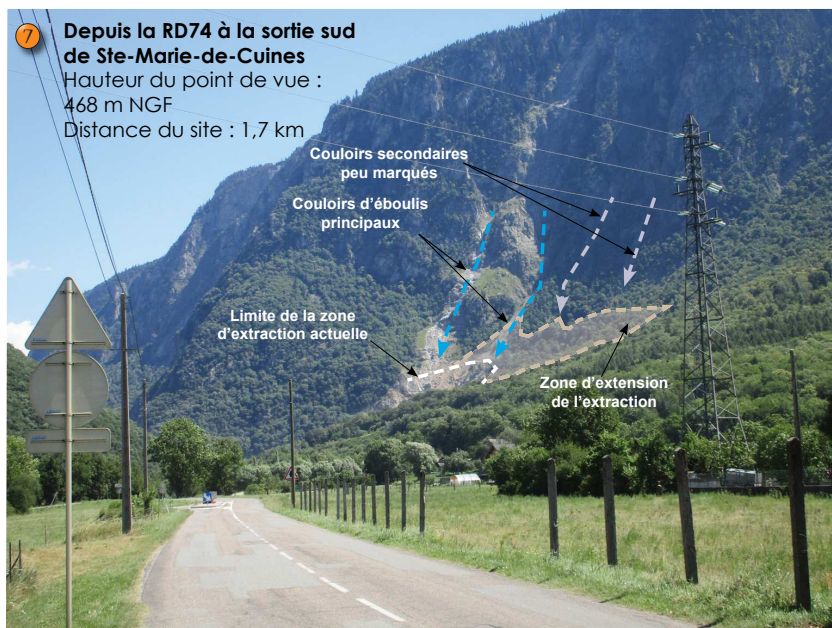 7
Depuis la RD74 à la sortie sud
de Ste-Marie-de-Cuines
Hauteur du point de vue :
468 m NGF
Distance du site : 1,7 km
Couloirs secondaires
peu marqués
Couloirs d'éboulis
principaux
Limite de la zone
d'extraction actuelle
Zone d'extension
de l'extraction